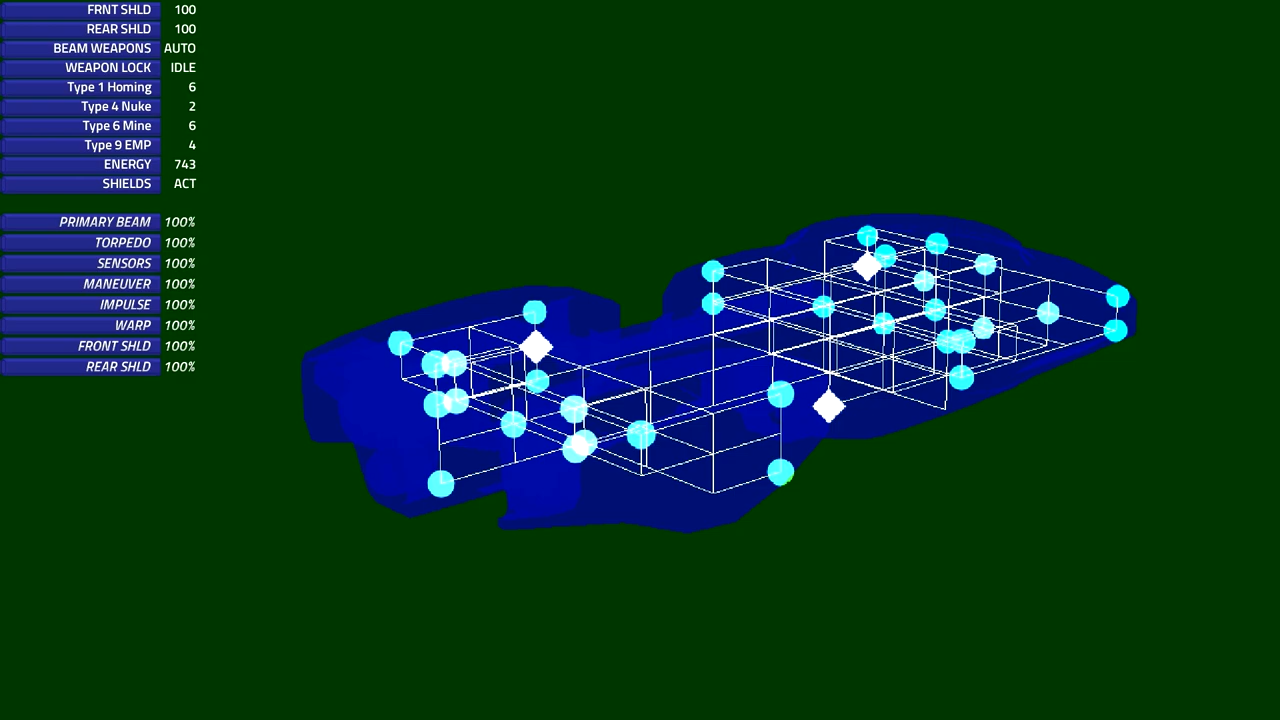 FRNT SHLD 100
REAR SHLD 100
BEAM WEAPONS AUTO
WEAPON LOCK IDLE
Type 1 Homing 6
Type 4 Nuke 2
Type 6 Mine 6
Type 9 EMP 4
ENERGY 743
SHIELDS ACT
PRIMARY BEAM 100%
TORPEDO 100%
SENSORS 100%
MANEUVER 100%
IMPULSE 100%
WARP 100%
FRONT SHLD 100%
REAR SHLD 100%